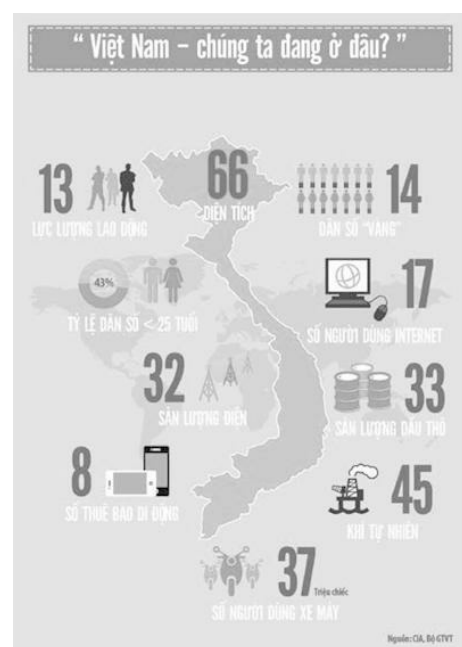 “ Việt Nam – chúng ta đang ở đâu? ”
13
LỰC LƯỢNG LAO ĐỘNG
66
DIỆN TÍCH
14
DÂN SỐ "VÀNG"
43%
TỶ LỆ DÂN SỐ < 25 TUỔI
17
SỐ NGƯỜI DÙNG INTERNET
32
SẢN LƯỢNG ĐIỆN
33
SẢN LƯỢNG DẦU THÔ
8
SỐ THUÊ BAO DI ĐỘNG
45
KHÍ TỰ NHIÊN
37 Triệu chiếc
SỐ NGƯỜI DÙNG XE MÁY
Nguồn: CIA, Bộ GTVT